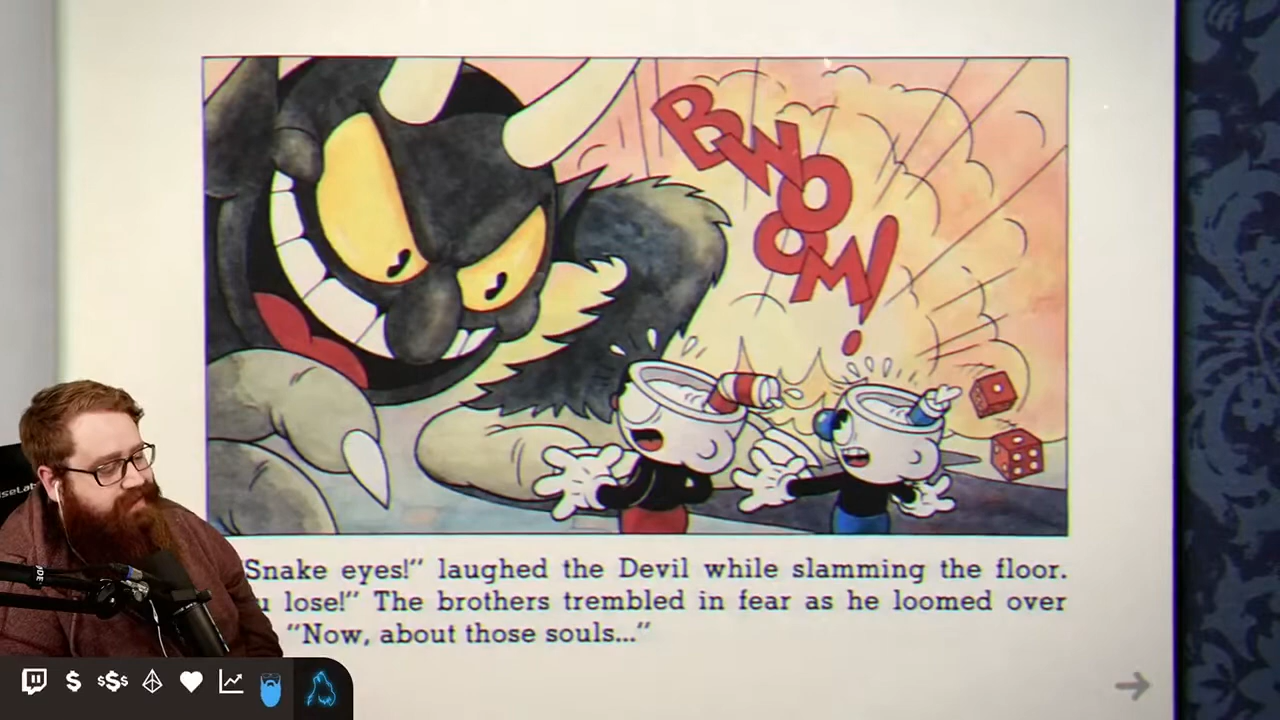 BWOOM!
Snake eyes!” laughed the Devil while slamming the floor.
lose!” The brothers trembled in fear as he loomed over
“Now, about those souls...”